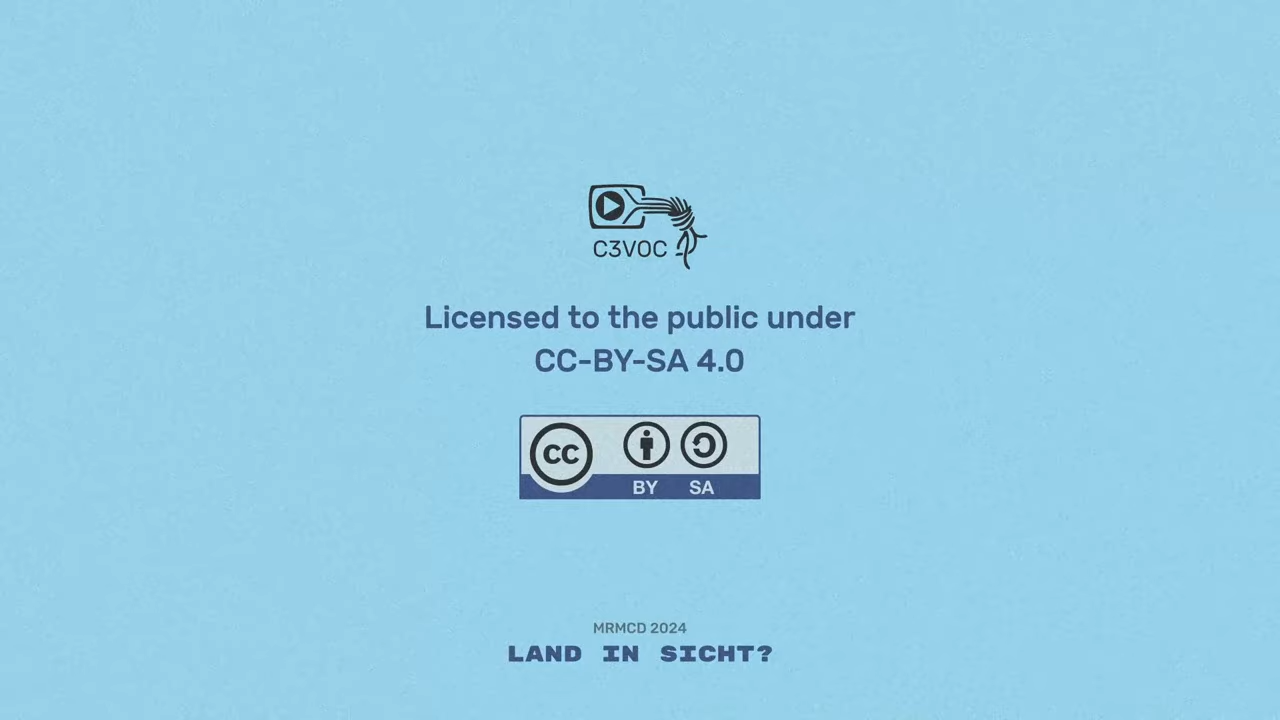 C3VOC
Licensed to the public under
CC-BY-SA 4.0
CC
BY SA
MRMCD 2024
LAND IN SICHT?